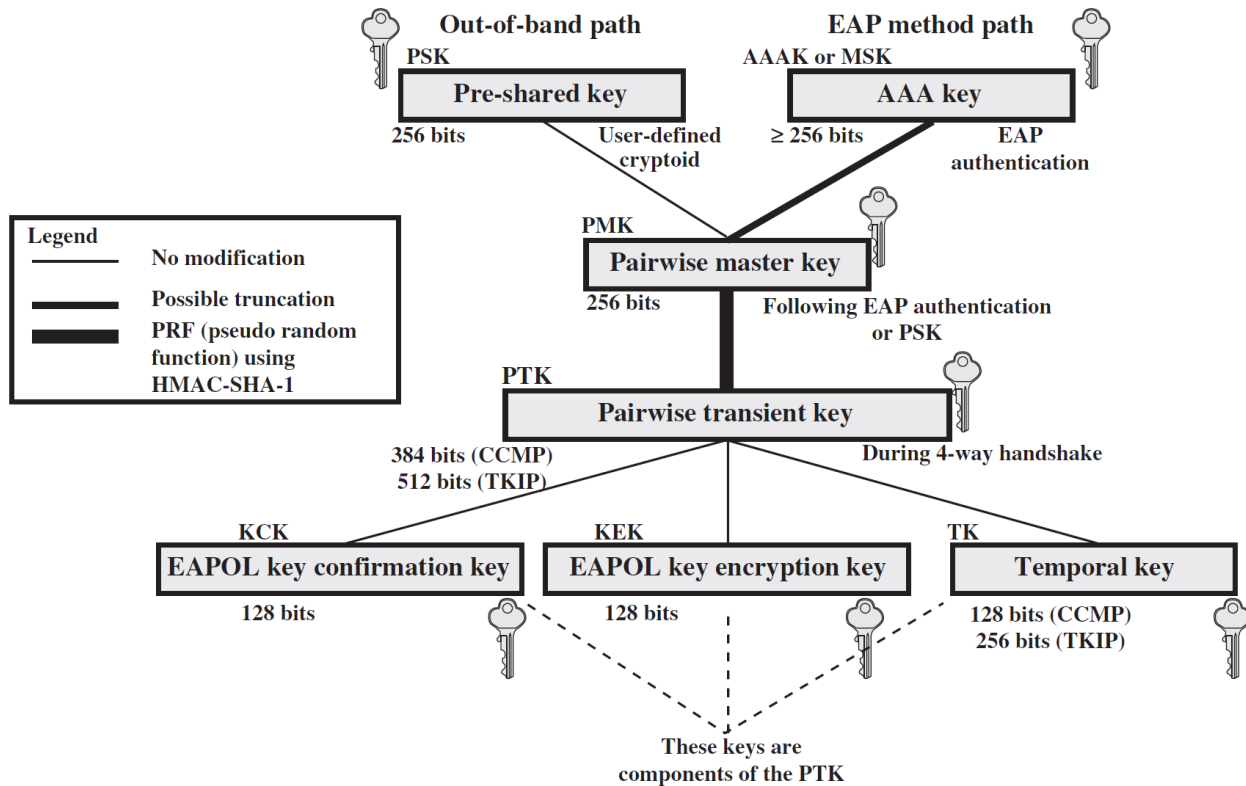 Out-of-band path
EAP method path
PSK
AAAK or MSK
Pre-shared key
AAA key
256 bits
User-defined
cryptoid
≥ 256 bits
EAP
authentication
Legend
No modification
Possible truncation
PRF (pseudo random
function) using
HMAC-SHA-1
PMK
Pairwise master key
256 bits
Following EAP authentication
or PSK
PTK
Pairwise transient key
384 bits (CCMP)
512 bits (TKIP)
During 4-way handshake
KCK
KEK
TK
EAPOL key confirmation key
EAPOL key encryption key
Temporal key
128 bits
128 bits
128 bits (CCMP)
256 bits (TKIP)
These keys are
components of the PTK